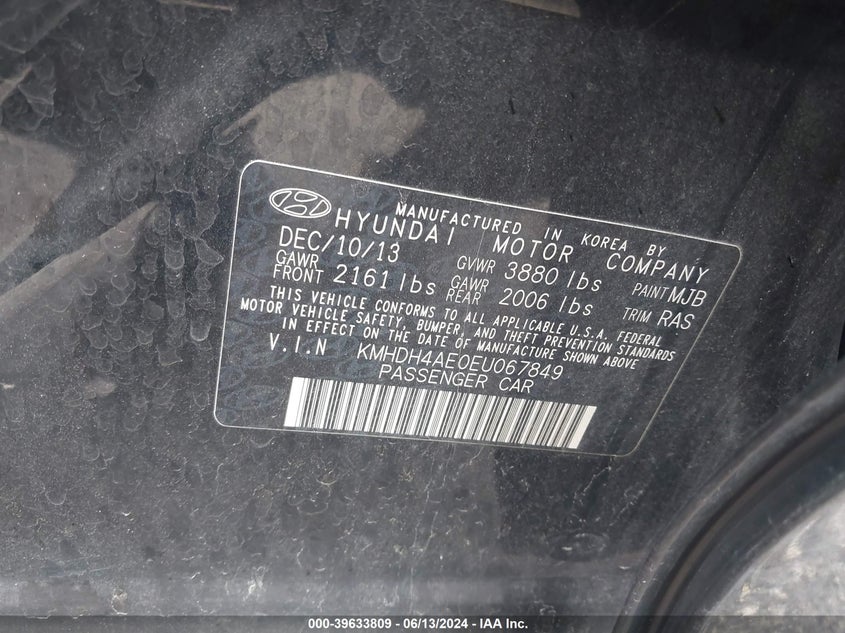 MANUFACTURED IN KOREA BY
HYUNDAI MOTOR COMPANY
DEC/10/13 GVWR 3880 lbs PAINT MJB
GAWR FRONT 2161 lbs GAWR REAR 2006 lbs TRIM RAS
THIS VEHICLE CONFORMS TO ALL APPLICABLE U.S.A. FEDERAL
MOTOR VEHICLE SAFETY, BUMPER, AND THEFT PREVENTION STANDARDS
IN EFFECT ON THE DATE OF MANUFACTURE SHOWN ABOVE
V.I.N KMHDH4AE0EU067849
PASSENGER CAR
000-39633809 - 06/13/2024 - IAA Inc.